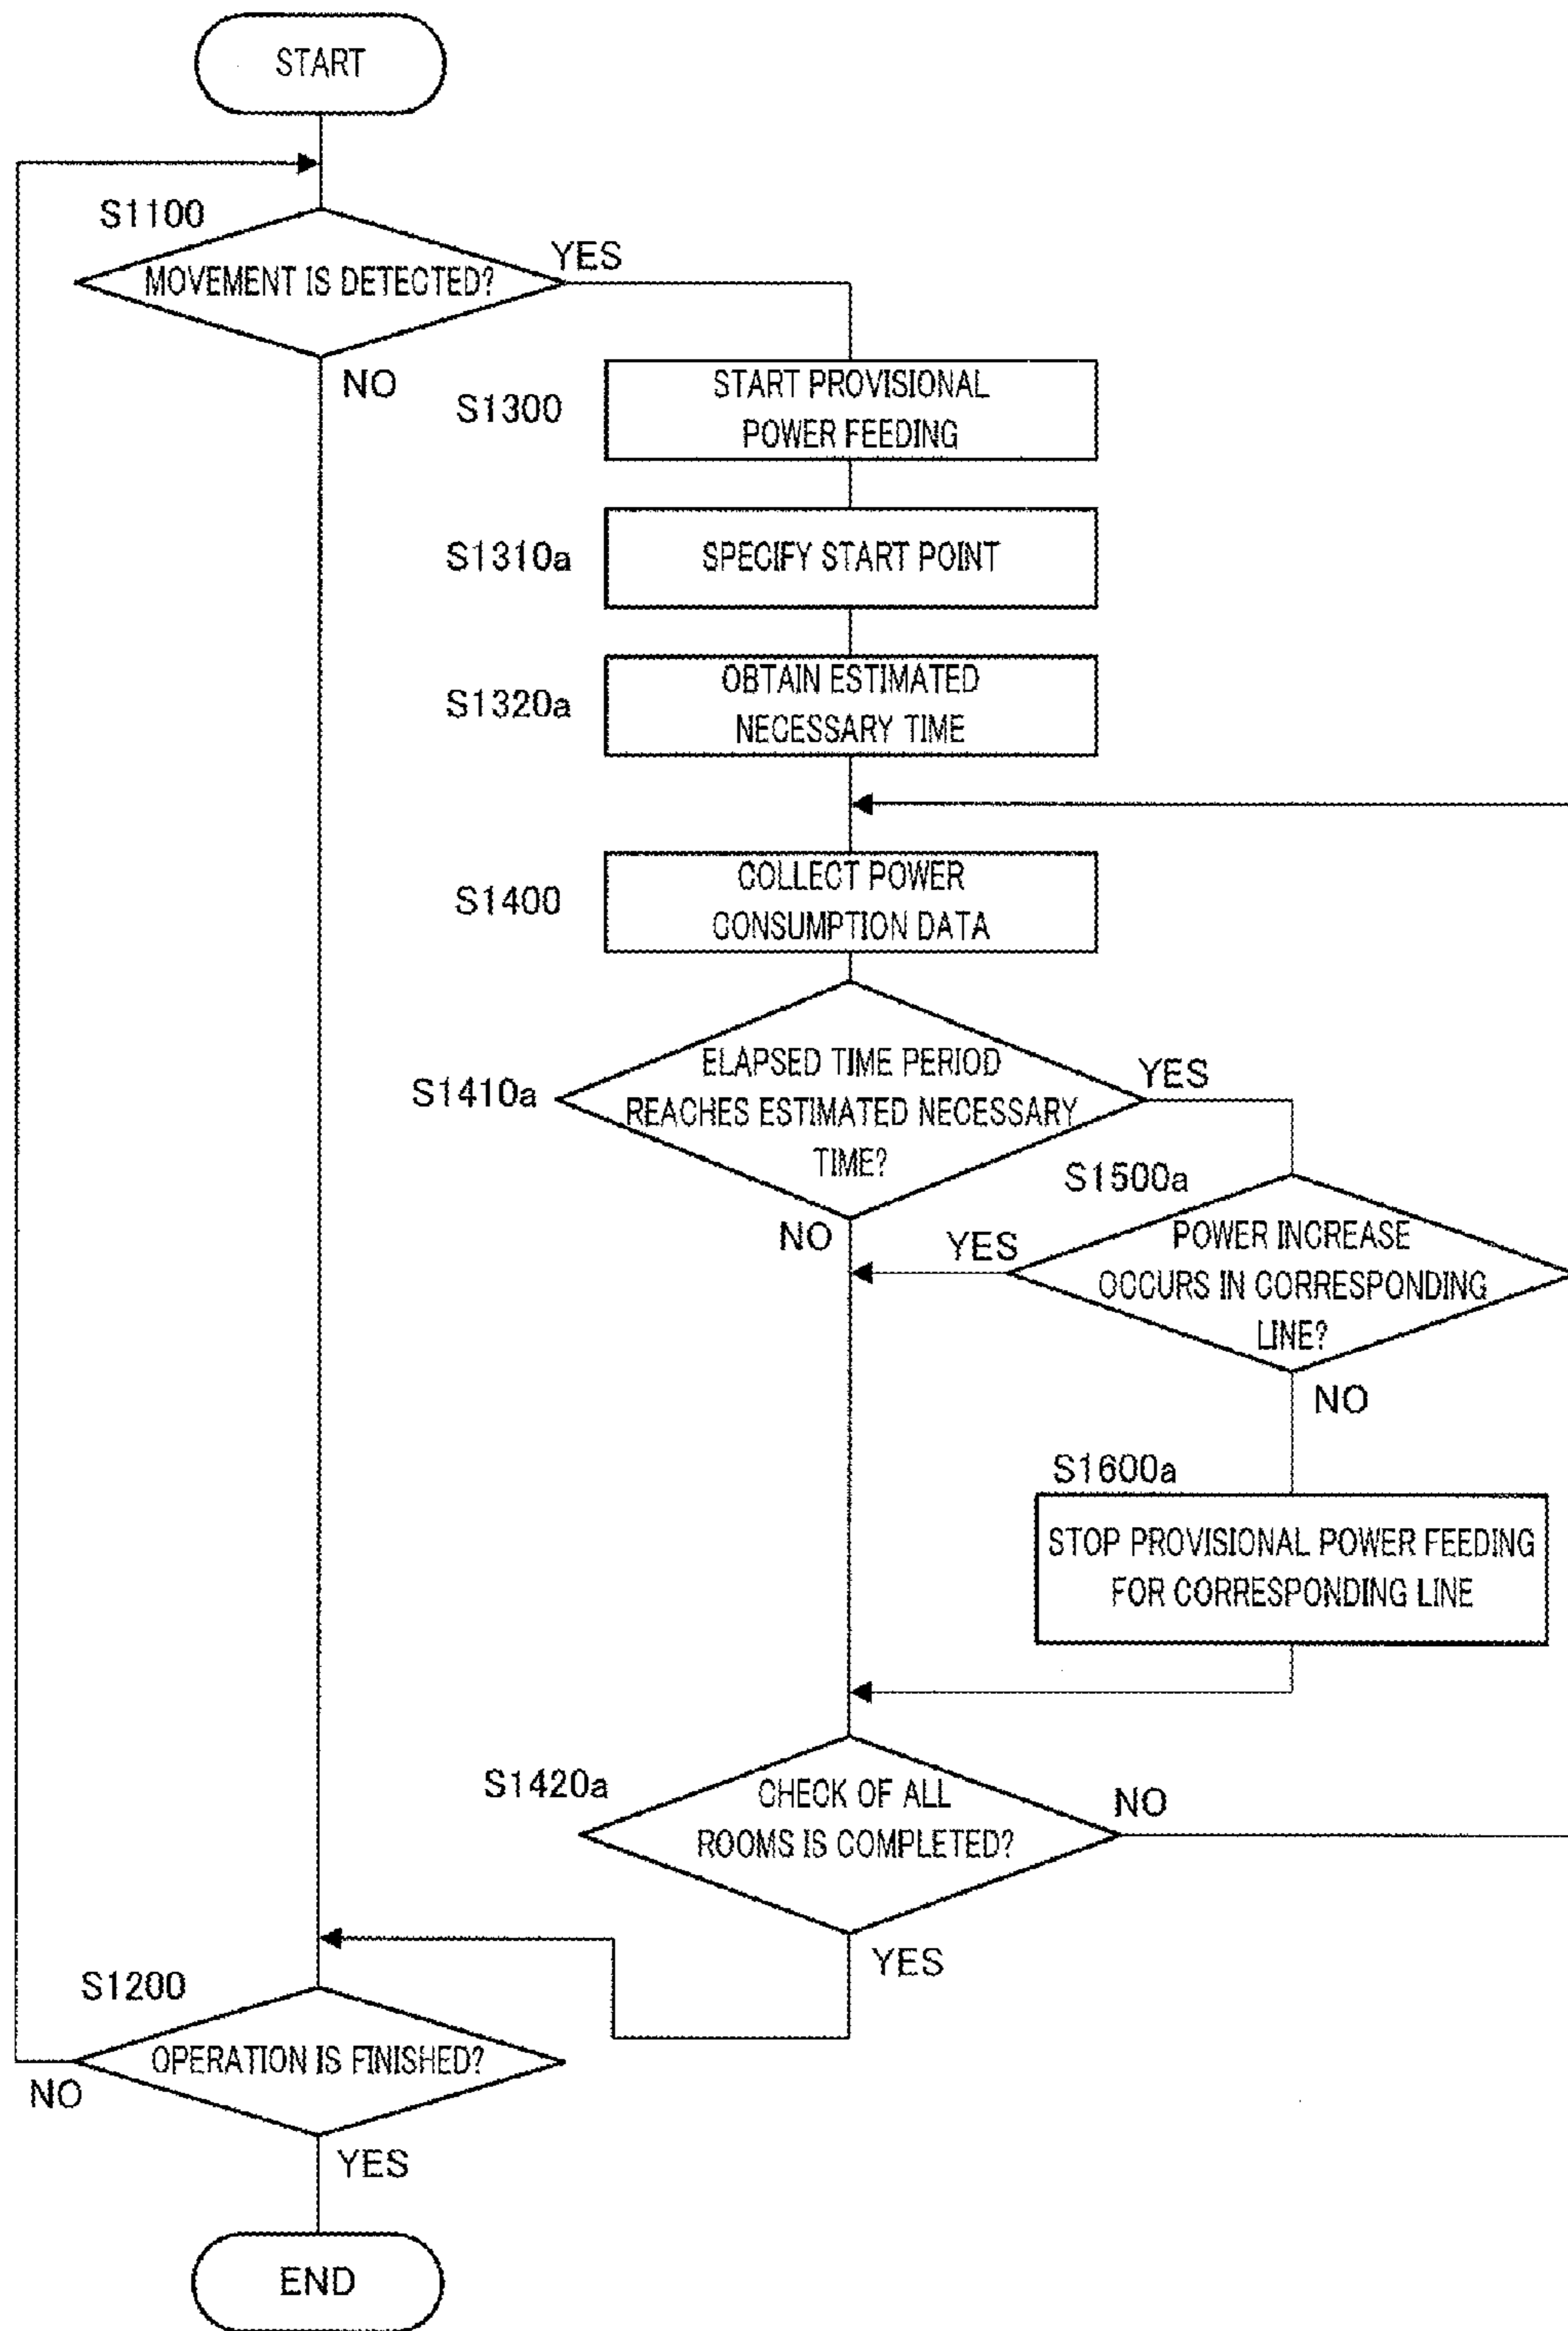 START
S1100
MOVEMENT IS DETECTED?
YES
NO
S1300
START PROVISIONAL
POWER FEEDING
S1310a
SPECIFY START POINT
S1320a
OBTAIN ESTIMATED
NECESSARY TIME
S1400
COLLECT POWER
CONSUMPTION DATA
S1410a
ELAPSED TIME PERIOD
REACHES ESTIMATED NECESSARY
TIME?
YES
NO
S1500a
POWER INCREASE
OCCURS IN CORRESPONDING
LINE?
YES
NO
S1600a
STOP PROVISIONAL POWER FEEDING
FOR CORRESPONDING LINE
S1420a
CHECK OF ALL
ROOMS IS COMPLETED?
NO
YES
S1200
OPERATION IS FINISHED?
NO
YES
END